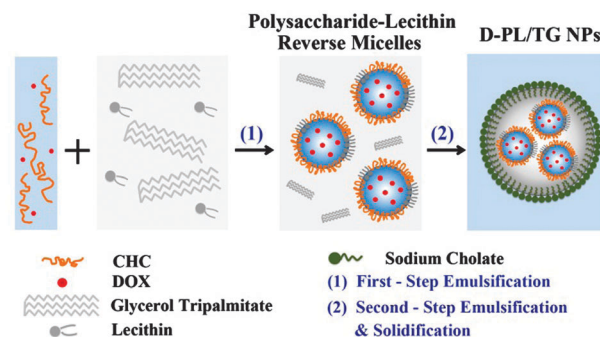 Polysaccharide-Lecithin
Reverse Micelles
D-PL/TG NPs
(1)
(2)
CHC
DOX
Glycerol Tripalmitate
Lecithin
Sodium Cholate
(1) First - Step Emulsification
(2) Second - Step Emulsification
& Solidification